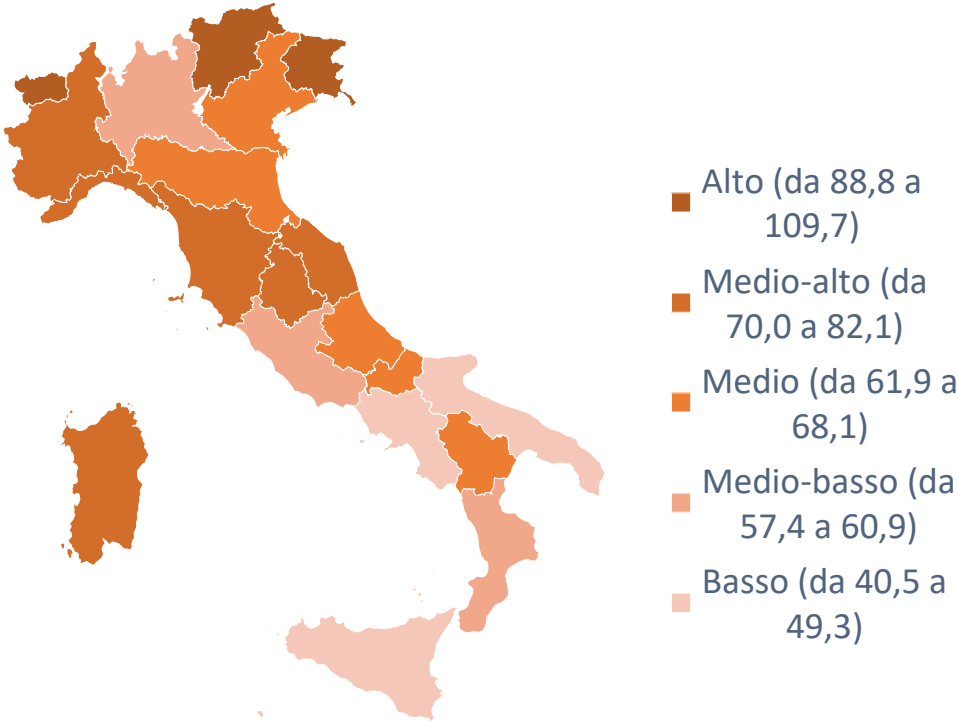 Alto (da 88,8 a
109,7)
Medio-alto (da
70,0 a 82,1)
Medio (da 61,9 a
68,1)
Medio-basso (da
57,4 a 60,9)
Basso (da 40,5 a
49,3)